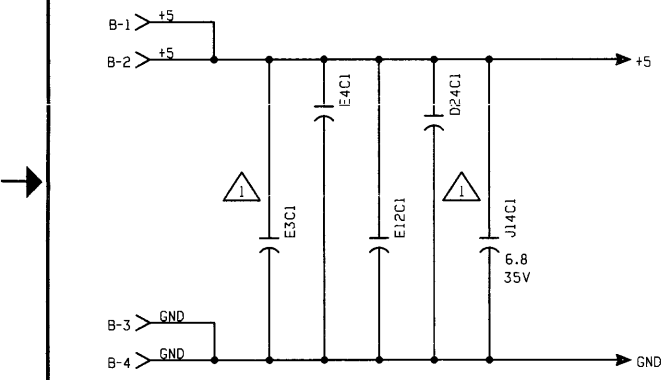 B-1 +5
B-2 +5
+5
E4C1
D24C1
1
E3C1
E12C1
1
J14C1
6.8
35V
B-3 GND
B-4 GND
GND